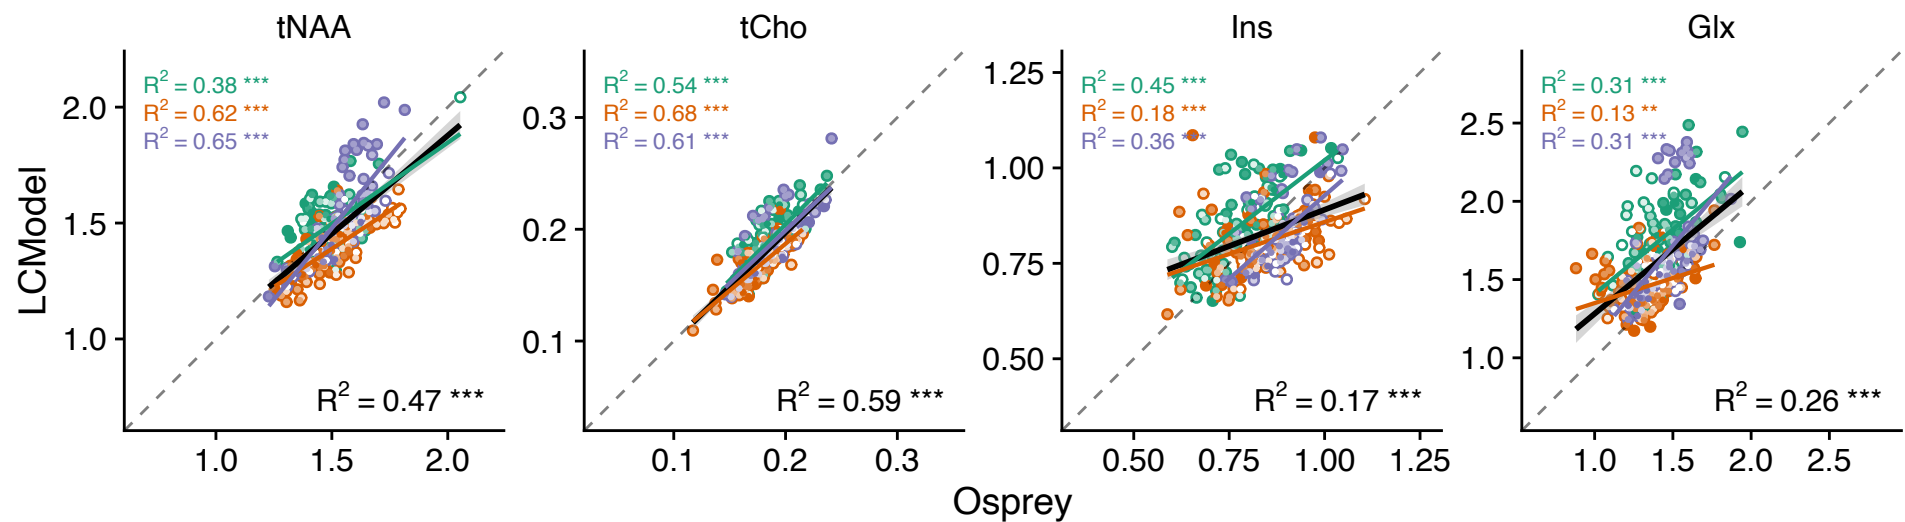 tNAA tCho Ins Glx
R² = 0.38 ***
R² = 0.62 ***
R² = 0.65 ***
R² = 0.47 ***
2.0
1.5
1.0
1.0 1.5 2.0
R² = 0.54 ***
R² = 0.68 ***
R² = 0.61 ***
R² = 0.59 ***
0.3
0.2
0.1
0.1 0.2 0.3
R² = 0.45 ***
R² = 0.18 ***
R² = 0.36 ***
R² = 0.17 ***
1.25
1.00
0.75
0.50
0.50 0.75 1.00 1.25
R² = 0.31 ***
R² = 0.13 **
R² = 0.31 ***
R² = 0.26 ***
2.5
2.0
1.5
1.0
1.0 1.5 2.0 2.5
LCModel
Osprey